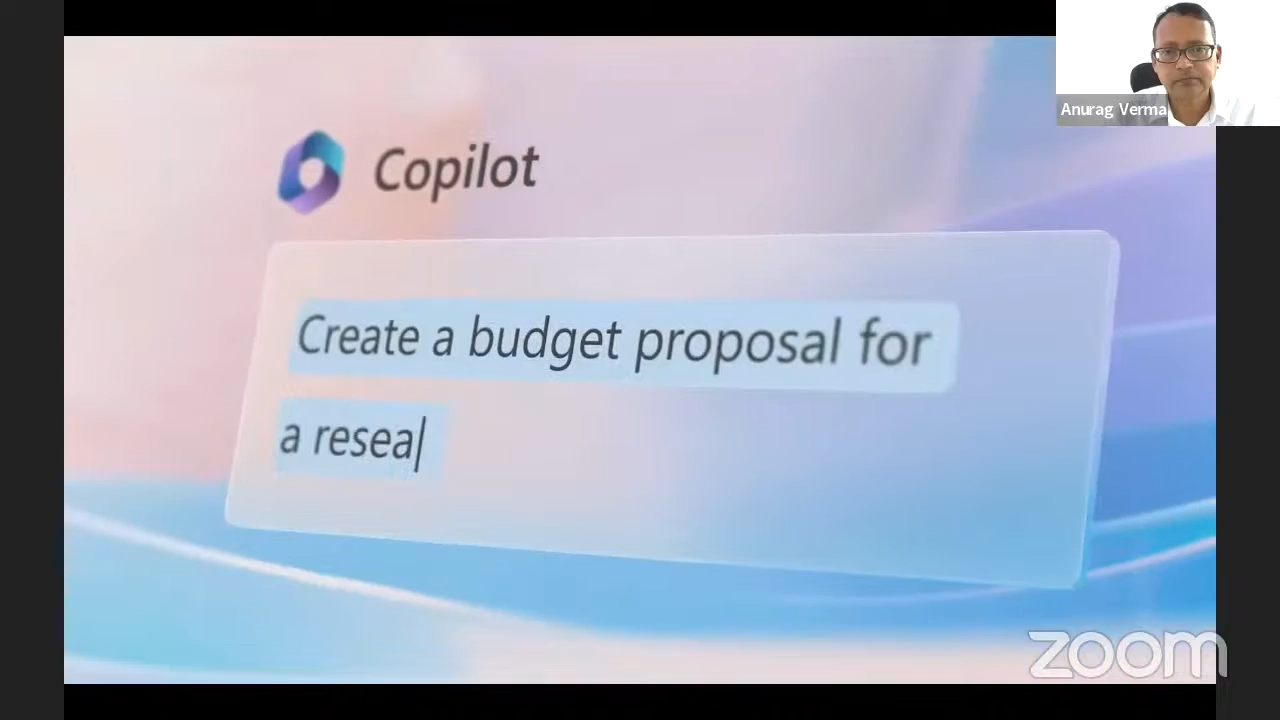 Anurag Verma
Copilot
Create a budget proposal for
a resea
zoom